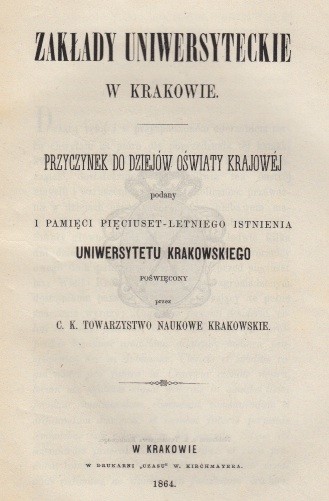 ZAKŁADY UNIWERSYTECKIE
W KRAKOWIE.
PRZYCZYNEK DO DZIEJÓW OŚWIATY KRAJOWÉJ
podany
I PAMIĘCI PIĘCIUSET-LETNIEGO ISTNIENIA
UNIWERSYTETU KRAKOWSKIEGO
POŚWIĘCONY
przez
C. K. TOWARZYSTWO NAUKOWE KRAKOWSKIE.
W KRAKOWIE
W DRUKARNI „CZASU” W. KIRCHMAYERA.
1864.